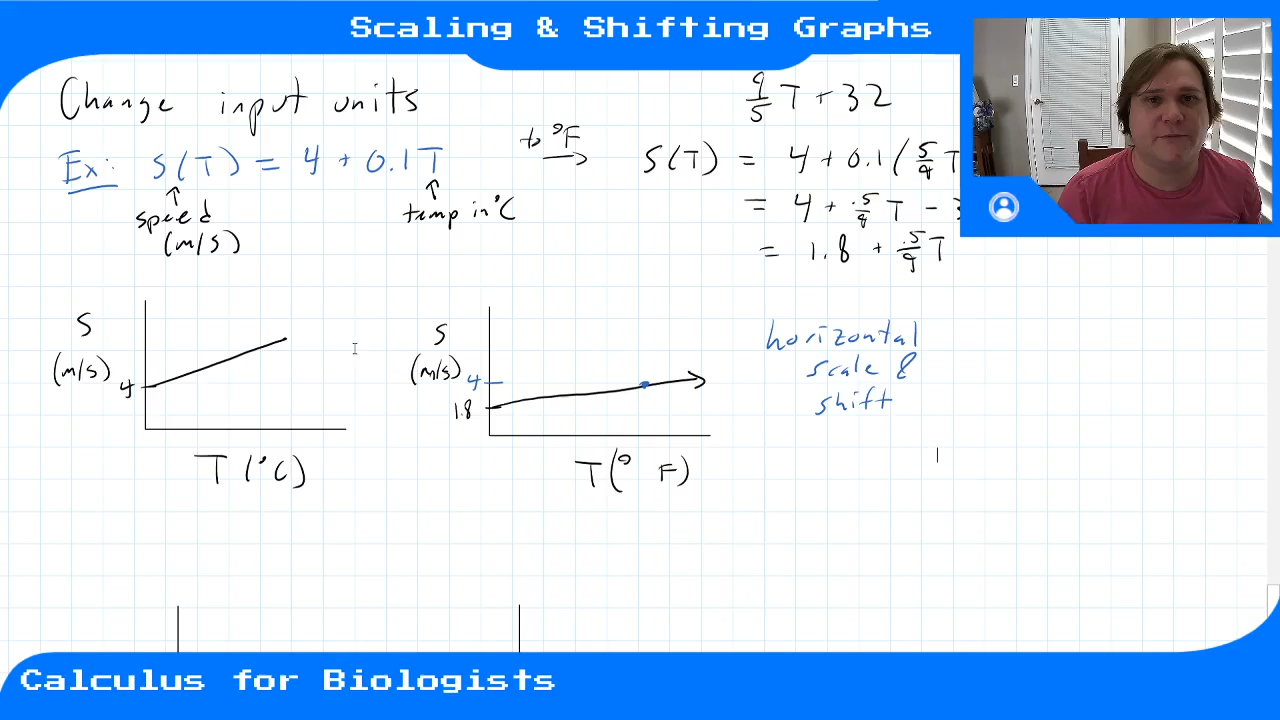 Scaling & Shifting Graphs
Change input units
9/5 T + 32
Ex: S(T) = 4 + 0.1T
to °F
S(T) = 4 + 0.1(5/9 T
speed
(m/s)
temp in °C
= 4 + .5/9 T - 3
= 1.8 + .5/9 T
S
(m/s)
4
T (°C)
S
(m/s)
4
1.8
T(° F)
horizontal
scale &
shift
Calculus for Biologists